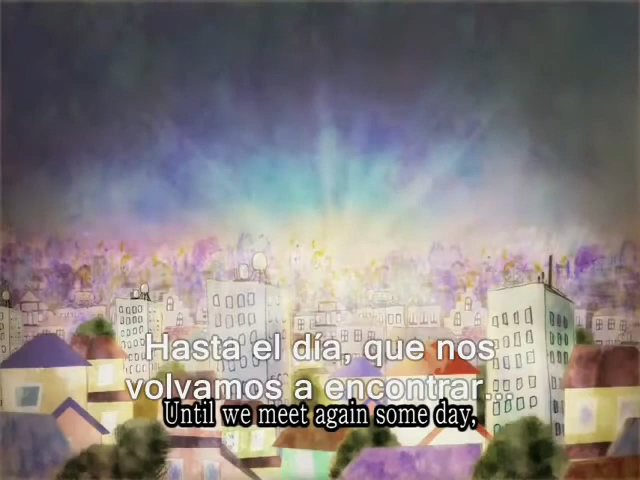 Hasta el día, que nos
volvamos a encontrar...
Until we meet again some day,